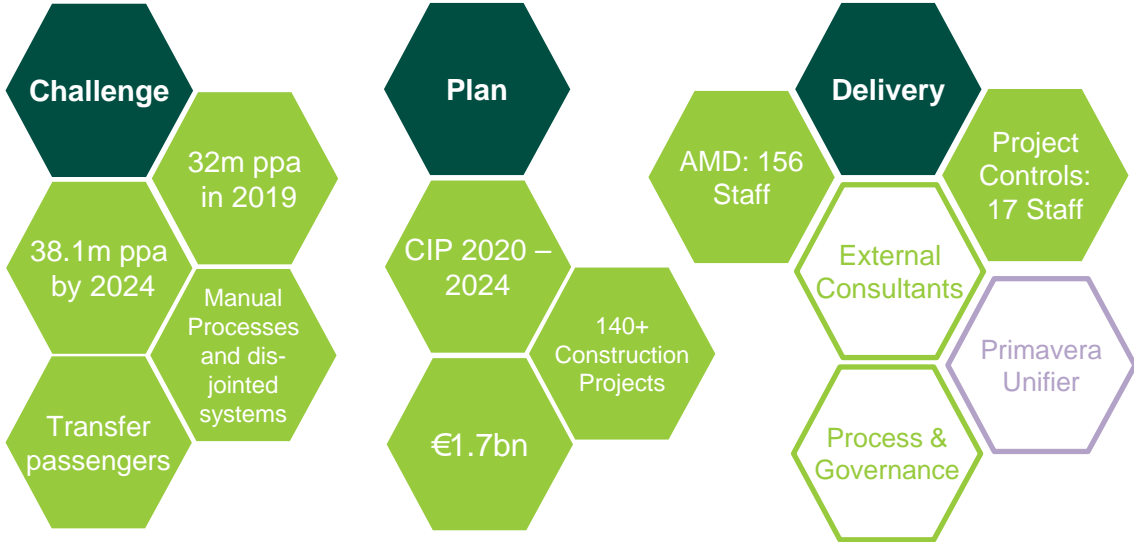 Challenge
32m ppa
in 2019
38.1m ppa
by 2024
Manual
Processes
and dis-
jointed
systems
Transfer
passengers
Plan
CIP 2020 –
2024
140+
Construction
Projects
€1.7bn
Delivery
AMD: 156
Staff
Project
Controls:
17 Staff
External
Consultants
Primavera
Unifier
Process &
Governance